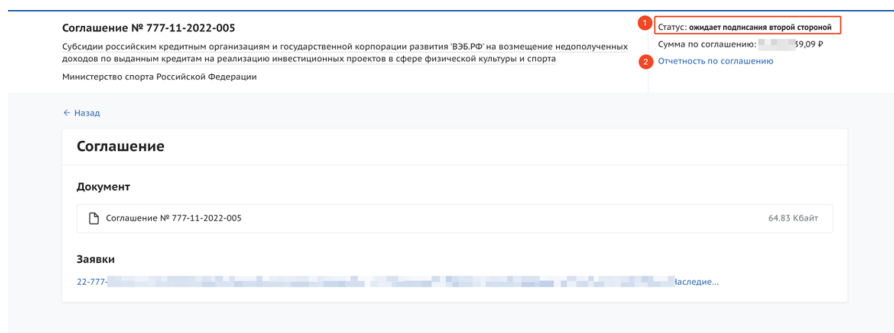 Соглашение № 777-11-2022-005
Субсидии российским кредитным организациям и государственной корпорации развития 'ВЭБ.РФ' на возмещение недополученных
доходов по выданным кредитам на реализацию инвестиционных проектов в сфере физической культуры и спорта
Министерство спорта Российской Федерации
1
Статус: ожидает подписания второй стороной
Сумма по соглашению: 39,09 ₽
2
Отчетность по соглашению
← Назад
Соглашение
Документ
Соглашение № 777-11-2022-005
64.83 Кбайт
Заявки
22-777- Наследие...